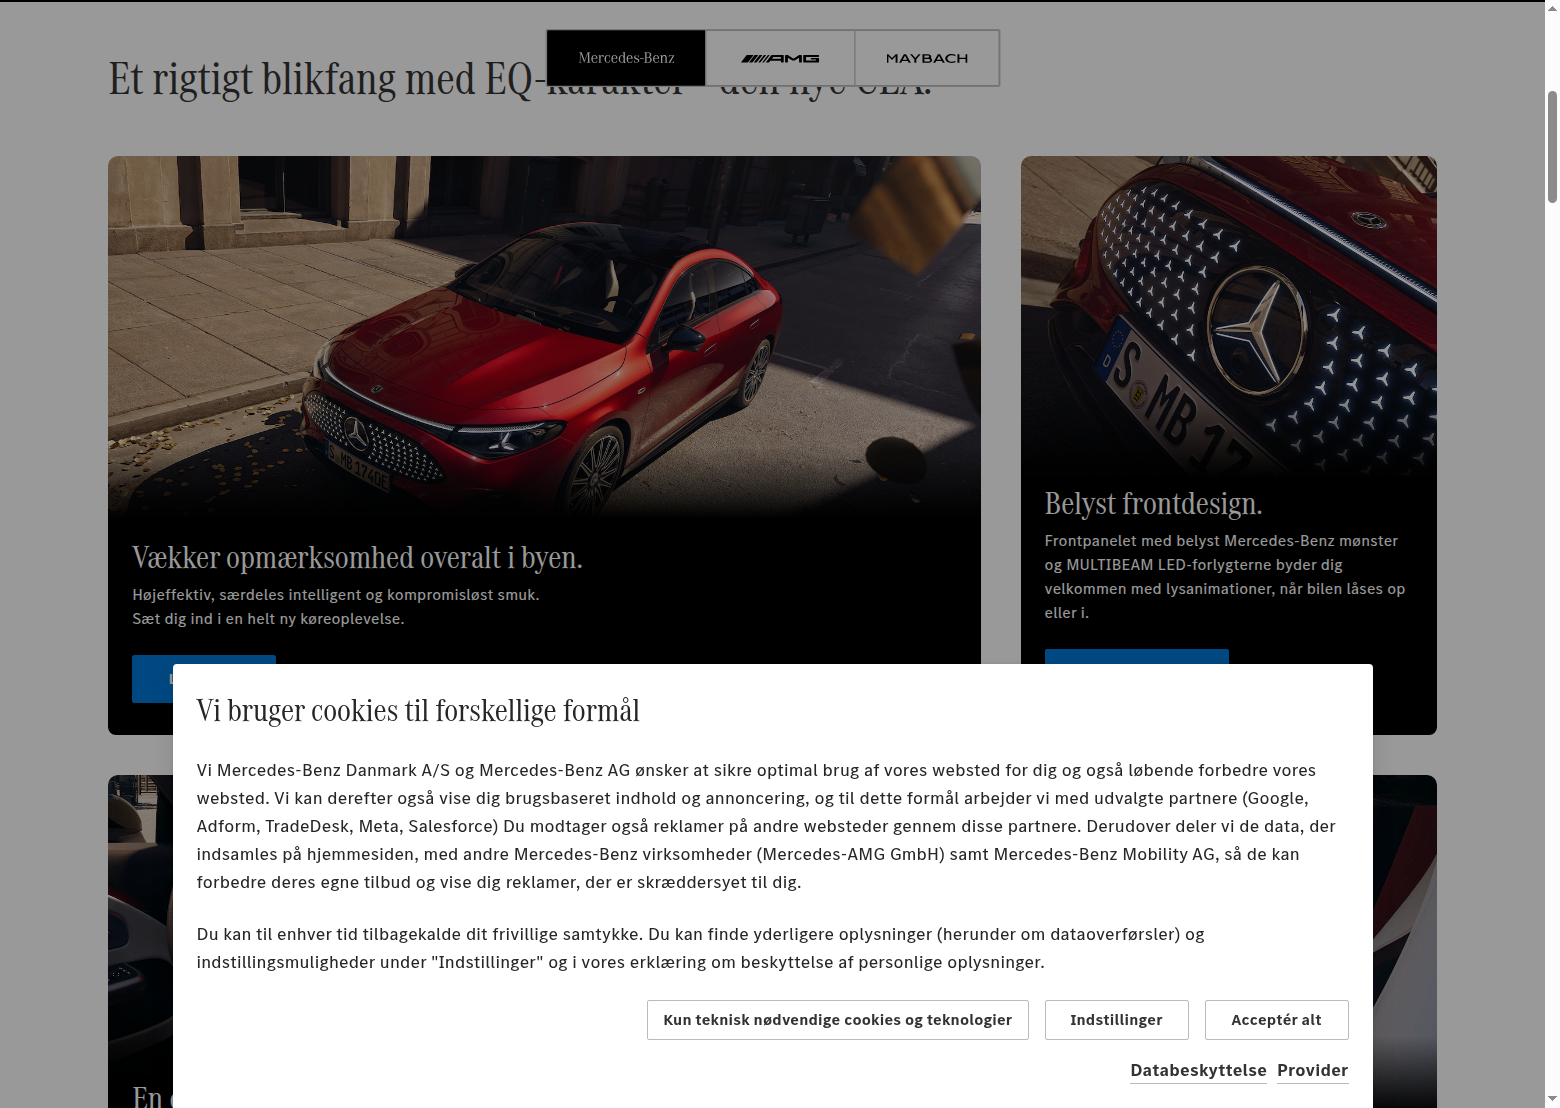 Mercedes-Benz
AMG
MAYBACH
Et rigtigt blikfang med EQ-karakter - den nye CLA.
S MB 1740E
S MB 17
D
Vækker opmærksomhed overalt i byen.
Højeffektiv, særdeles intelligent og kompromisløst smuk.
Sæt dig ind i en helt ny køreoplevelse.
Belyst frontdesign.
Frontpanelet med belyst Mercedes-Benz mønster
og MULTIBEAM LED-forlygterne byder dig
velkommen med lysanimationer, når bilen låses op
eller i.
Vi bruger cookies til forskellige formål
Vi Mercedes-Benz Danmark A/S og Mercedes-Benz AG ønsker at sikre optimal brug af vores websted for dig og også løbende forbedre vores
websted. Vi kan derefter også vise dig brugsbaseret indhold og annoncering, og til dette formål arbejder vi med udvalgte partnere (Google,
Adform, TradeDesk, Meta, Salesforce) Du modtager også reklamer på andre websteder gennem disse partnere. Derudover deler vi de data, der
indsamles på hjemmesiden, med andre Mercedes-Benz virksomheder (Mercedes-AMG GmbH) samt Mercedes-Benz Mobility AG, så de kan
forbedre deres egne tilbud og vise dig reklamer, der er skræddersyet til dig.
Du kan til enhver tid tilbagekalde dit frivillige samtykke. Du kan finde yderligere oplysninger (herunder om dataoverførsler) og
indstillingsmuligheder under "Indstillinger" og i vores erklæring om beskyttelse af personlige oplysninger.
Kun teknisk nødvendige cookies og teknologier
Indstillinger
Acceptér alt
Databeskyttelse
Provider
En